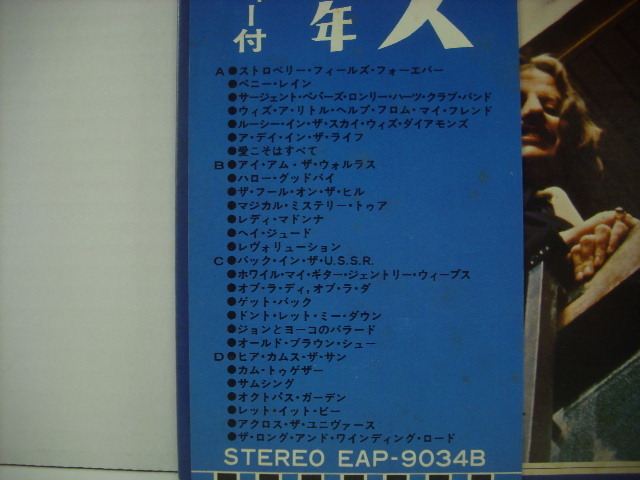 ー付
年
A●ストロベリー・フィールズ・フォーエバー
●ペニー・レイン
●サージェント・ペパーズ・ロンリー・ハーツ・クラブ・バンド
●ウィズ・ア・リトル・ヘルプ・フロム・マイ・フレンド
●ルーシー・イン・ザ・スカイ・ウィズ・ダイアモンズ
●ア・デイ・イン・ザ・ライフ
●愛こそはすべて
B●アイ・アム・ザ・ウォルラス
●ハロー・グッドバイ
●ザ・フール・オン・ザ・ヒル
●マジカル・ミステリー・トゥア
●レディ・マドンナ
●ヘイ・ジュード
●レヴォリューション
C●バック・イン・ザ・U.S.S.R.
●ホワイル・マイ・ギター・ジェントリー・ウィープス
●オブ・ラ・ディ,オブ・ラ・ダ
●ゲット・バック
●ドント・レット・ミー・ダウン
●ジョンとヨーコのバラード
●オールド・ブラウン・シュー
D●ヒア・カムス・ザ・サン
●カム・トゥゲザー
●サムシング
●オクトパス・ガーデン
●レット・イット・ビー
●アクロス・ザ・ユニヴァース
●ザ・ロング・アンド・ワインディング・ロード
STEREO EAP-9034B